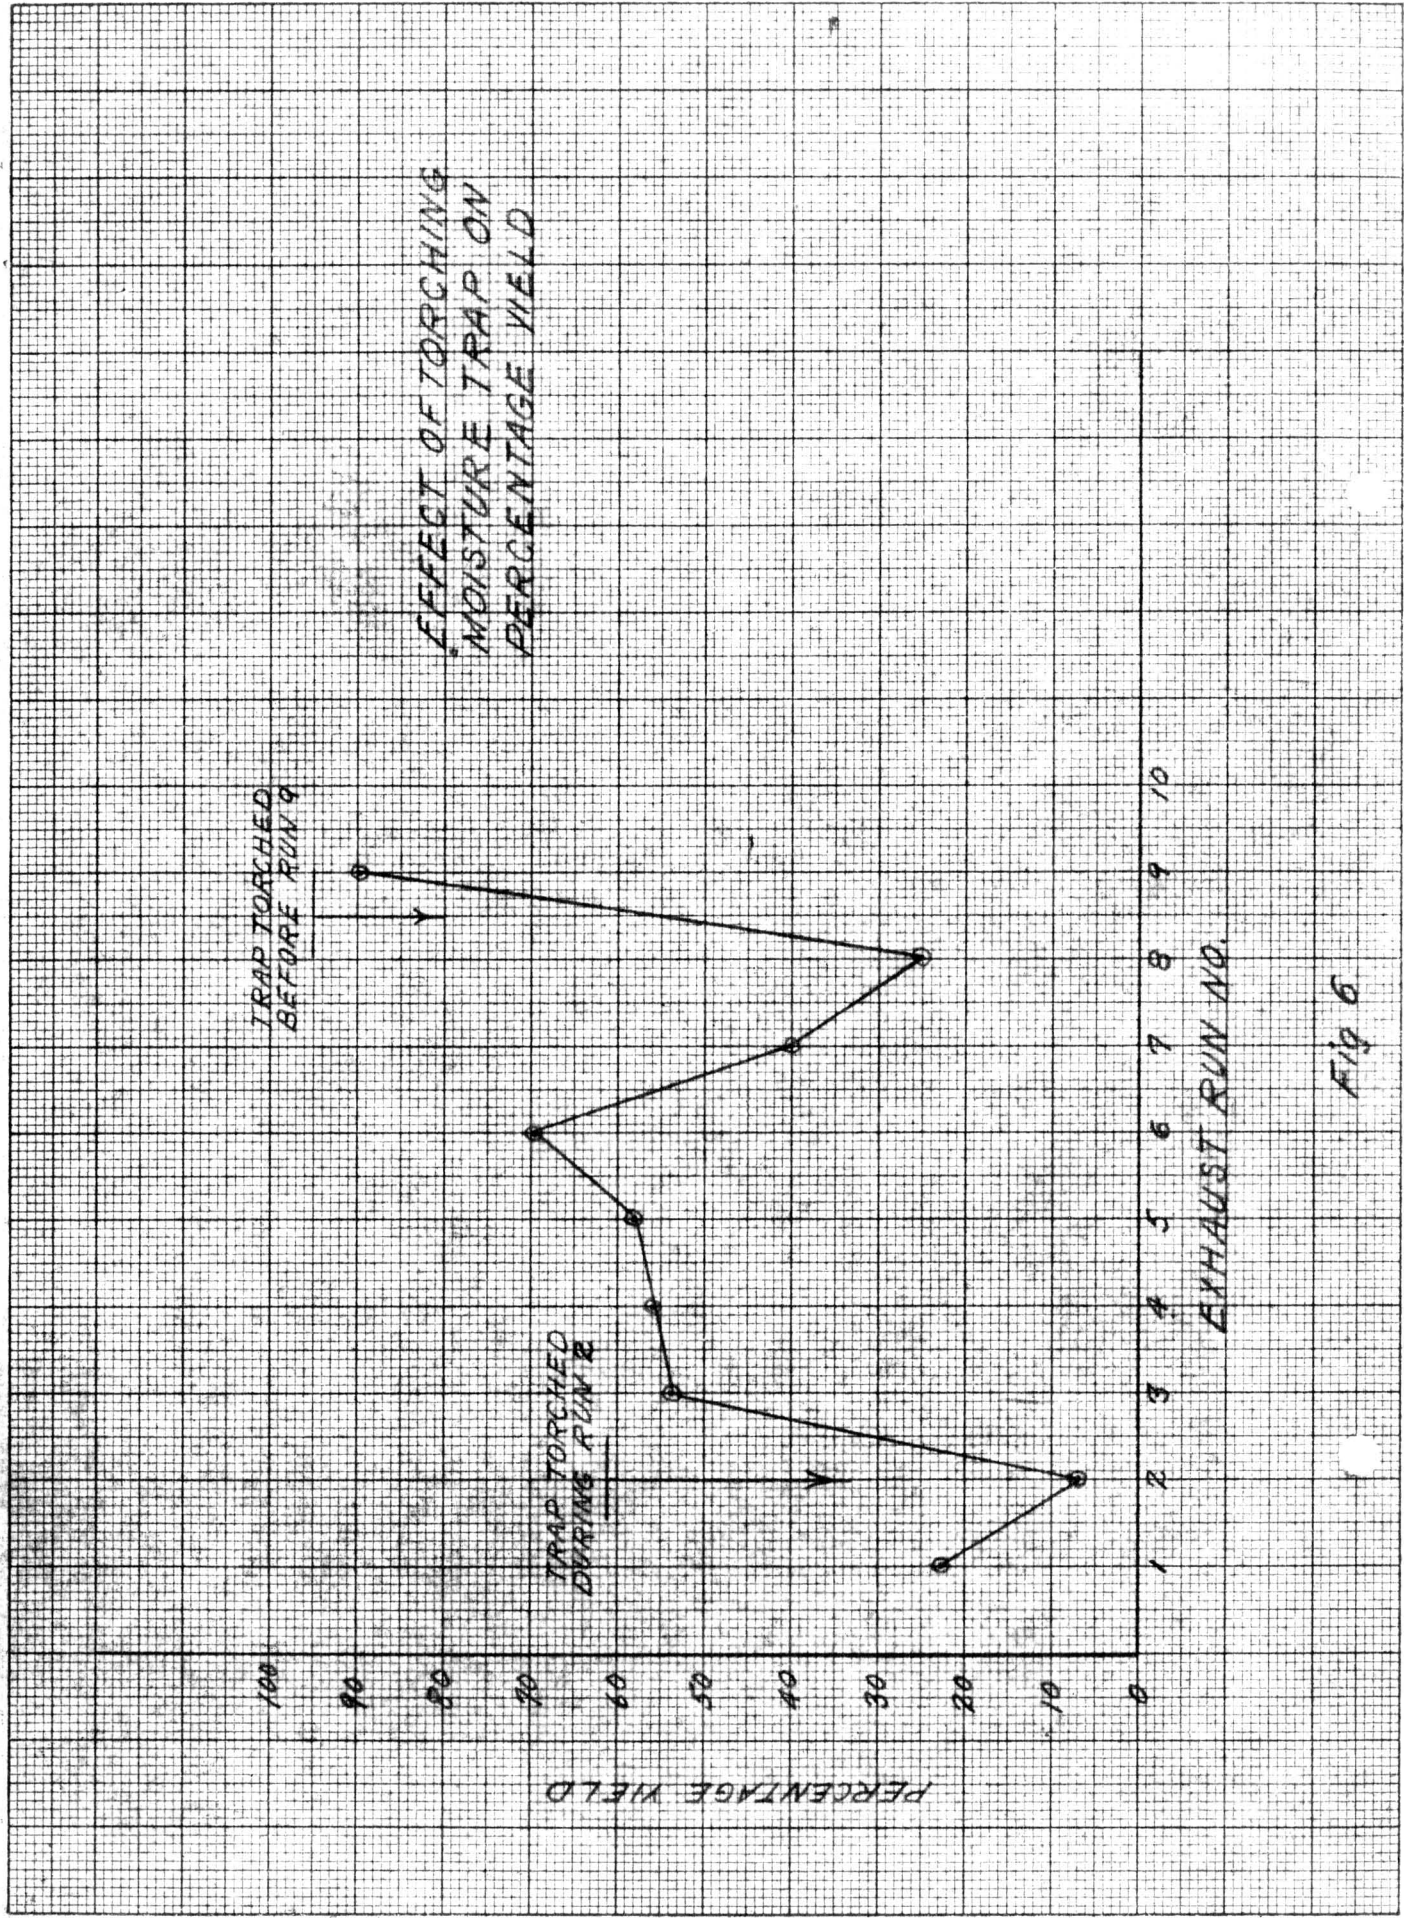 EFFECT OF TORCHING
MOISTURE TRAP ON
PERCENTAGE YIELD
TRAP TORCHED
BEFORE RUN 9
TRAP TORCHED
DURING RUN 2
PERCENTAGE YIELD
100
90
80
70
60
50
40
30
20
10
0
1 2 3 4 5 6 7 8 9 10
EXHAUST RUN NO.
Fig 6